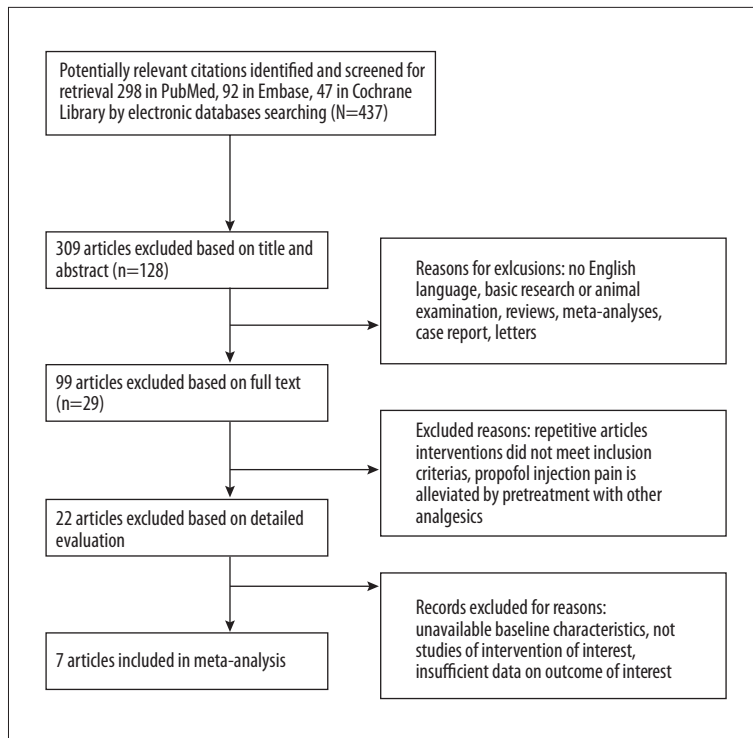 Potentially relevant citations identified and screened for
retrieval 298 in PubMed, 92 in Embase, 47 in Cochrane
Library by electronic databases searching (N=437)
309 articles excluded based on title and
abstract (n=128)
Reasons for exlcusions: no English
language, basic research or animal
examination, reviews, meta-analyses,
case report, letters
99 articles excluded based on full text
(n=29)
Excluded reasons: repetitive articles
interventions did not meet inclusion
criterias, propofol injection pain is
alleviated by pretreatment with other
analgesics
22 articles excluded based on detailed
evaluation
Records excluded for reasons:
unavailable baseline characteristics, not
studies of intervention of interest,
insufficient data on outcome of interest
7 articles included in meta-analysis